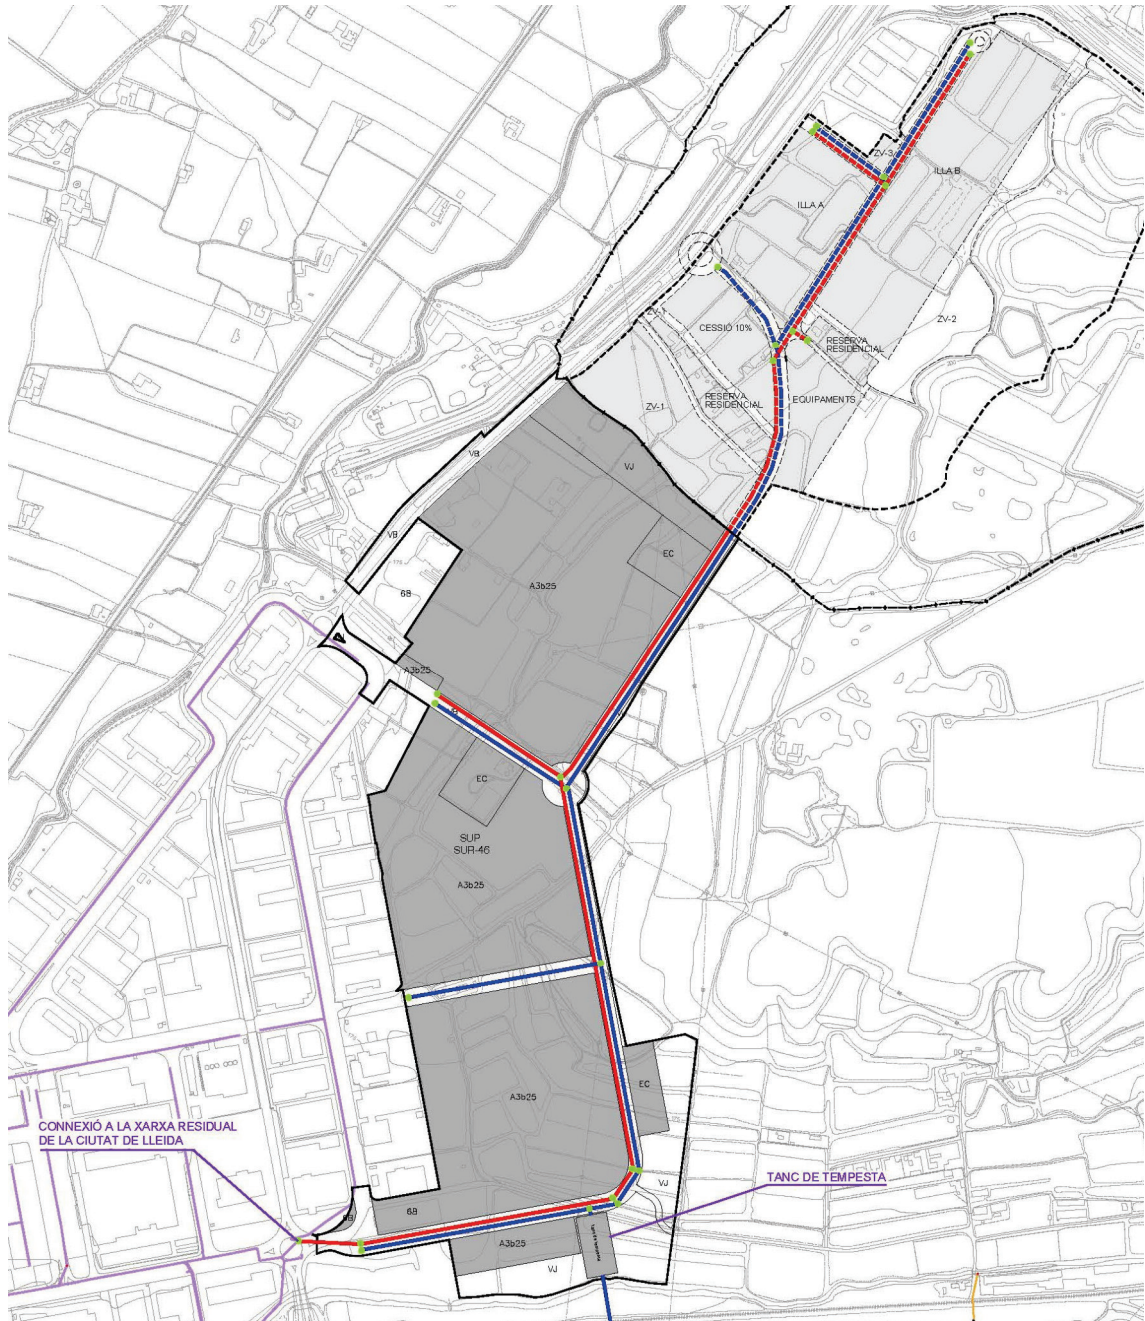 ZV-3
ILLA B
ILLA A
ZV-1
CESSIÓ 10%
ZV-2
RESERVA
RESIDENCIAL
RESERVA
RESIDENCIAL
EQUIPAMENTS
ZV-1
VB
VJ
VB
EC
6B
A3b25
A3b25
EC
SUP
SUR-46
A3b25
EC
A3b25
CONNEXIÓ A LA XARXA RESIDUAL
DE LA CIUTAT DE LLEIDA
TANC DE TEMPESTA
VJ
6B
6B
A3b25
VJ